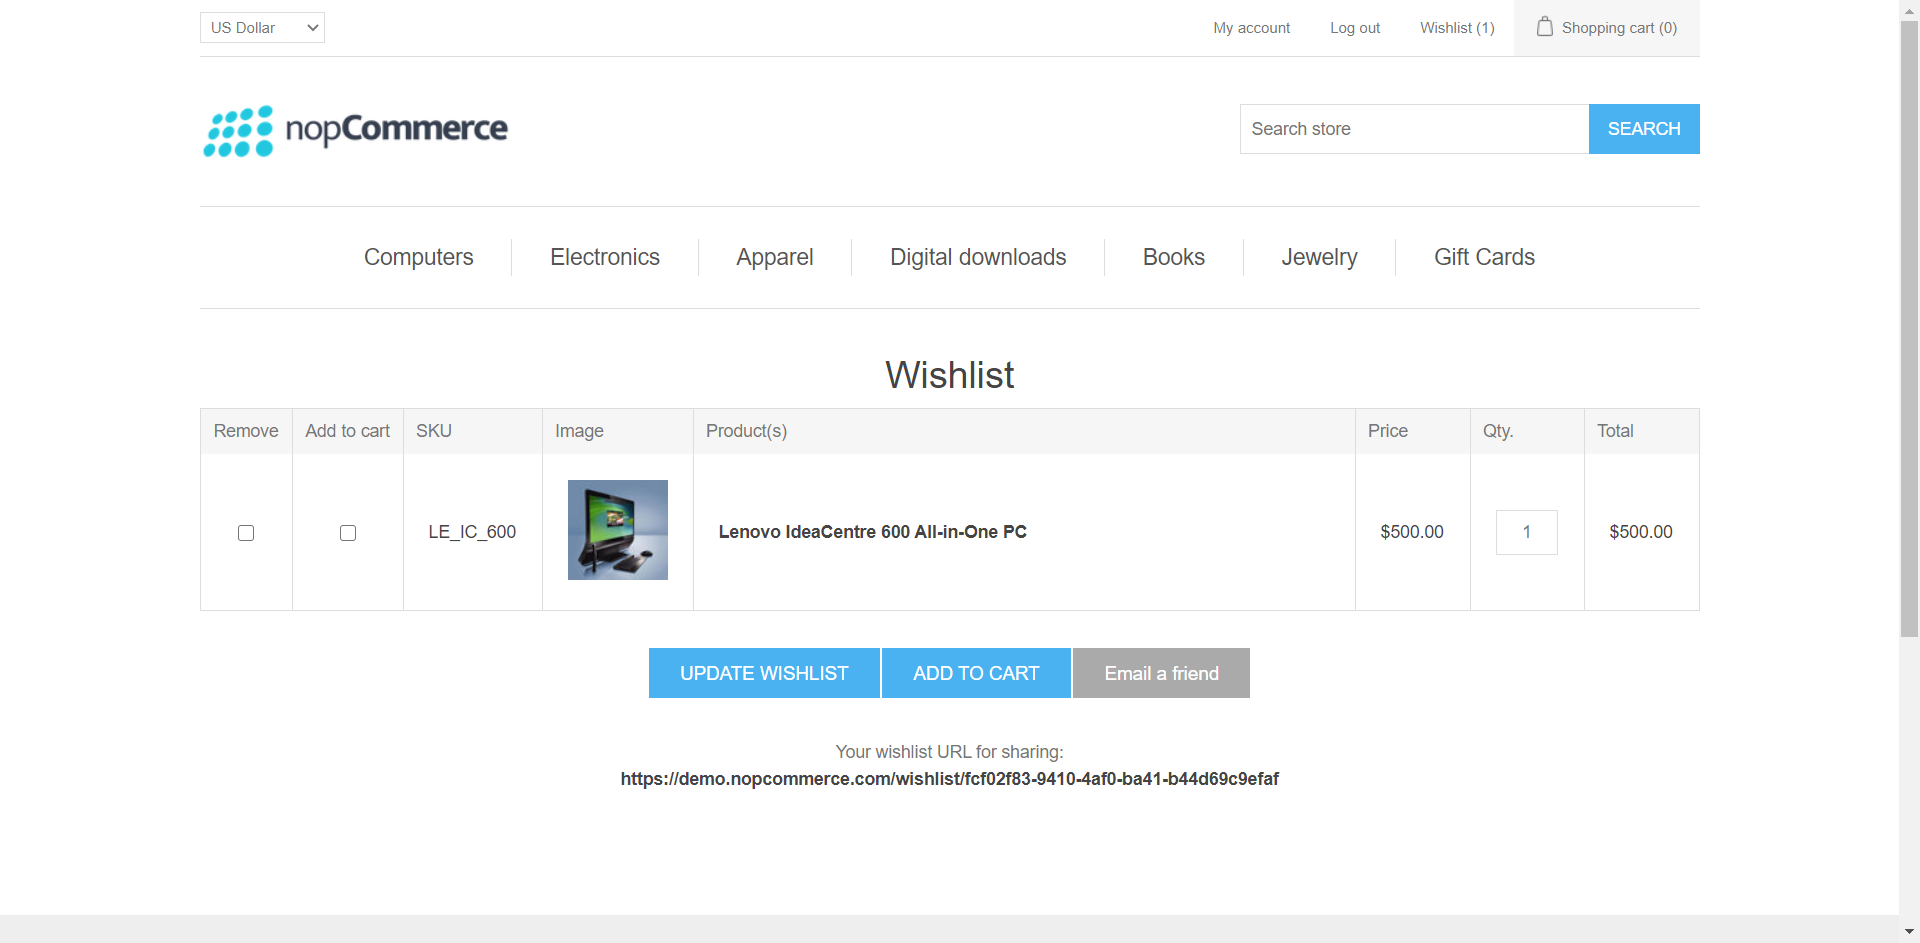 US Dollar
My account
Log out
Wishlist (1)
Shopping cart (0)
nopCommerce
Search store
SEARCH
Computers
Electronics
Apparel
Digital downloads
Books
Jewelry
Gift Cards
Wishlist
Remove
Add to cart
SKU
Image
Product(s)
Price
Qty.
Total
LE_IC_600
Lenovo IdeaCentre 600 All-in-One PC
$500.00
1
$500.00
UPDATE WISHLIST
ADD TO CART
Email a friend
Your wishlist URL for sharing:
https://demo.nopcommerce.com/wishlist/fcf02f83-9410-4af0-ba41-b44d69c9efaf